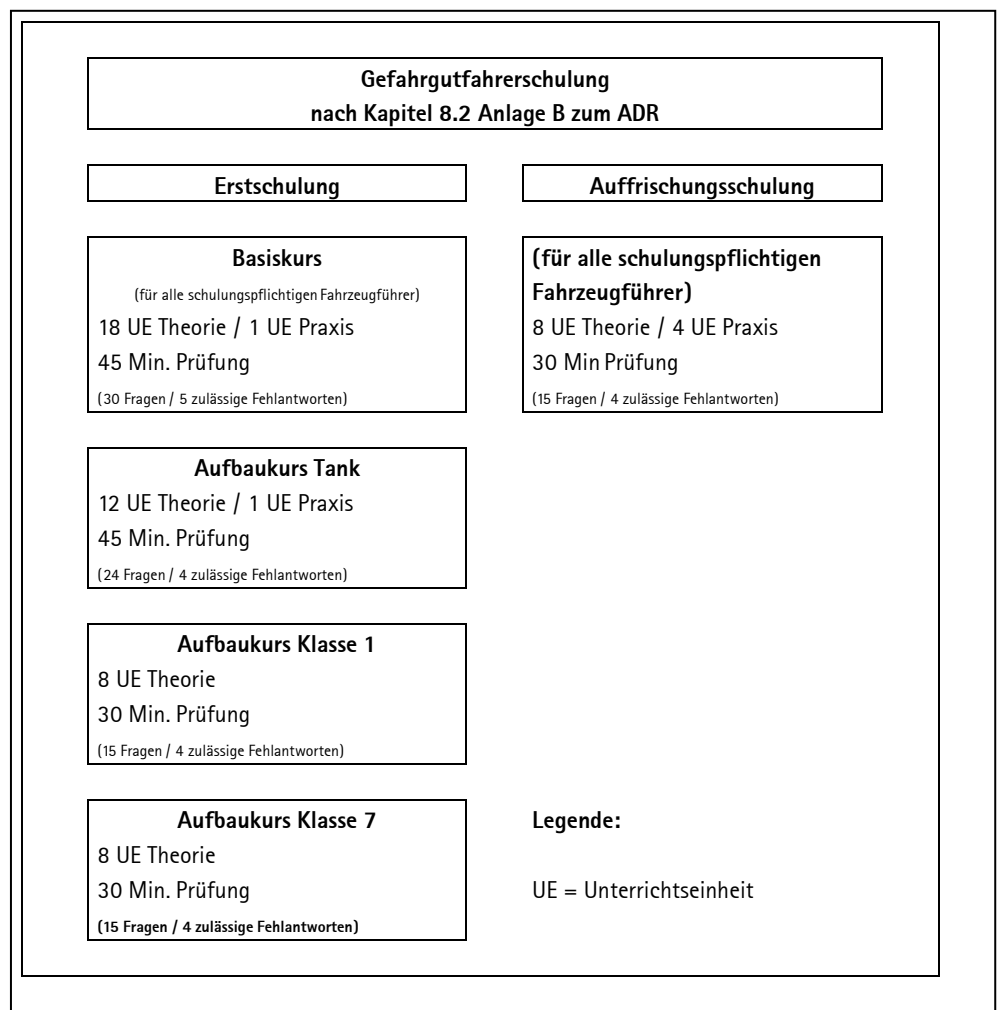 Gefahrgutfahrerschulung
nach Kapitel 8.2 Anlage B zum ADR
Erstschulung
Auffrischungsschulung
Basiskurs
(für alle schulungspflichtigen Fahrzeugführer)
18 UE Theorie / 1 UE Praxis
45 Min. Prüfung
(30 Fragen / 5 zulässige Fehlantworten)
(für alle schulungspflichtigen
Fahrzeugführer)
8 UE Theorie / 4 UE Praxis
30 Min Prüfung
(15 Fragen / 4 zulässige Fehlantworten)
Aufbaukurs Tank
12 UE Theorie / 1 UE Praxis
45 Min. Prüfung
(24 Fragen / 4 zulässige Fehlantworten)
Aufbaukurs Klasse 1
8 UE Theorie
30 Min. Prüfung
(15 Fragen / 4 zulässige Fehlantworten)
Aufbaukurs Klasse 7
8 UE Theorie
30 Min. Prüfung
(15 Fragen / 4 zulässige Fehlantworten)
Legende:
UE = Unterrichtseinheit